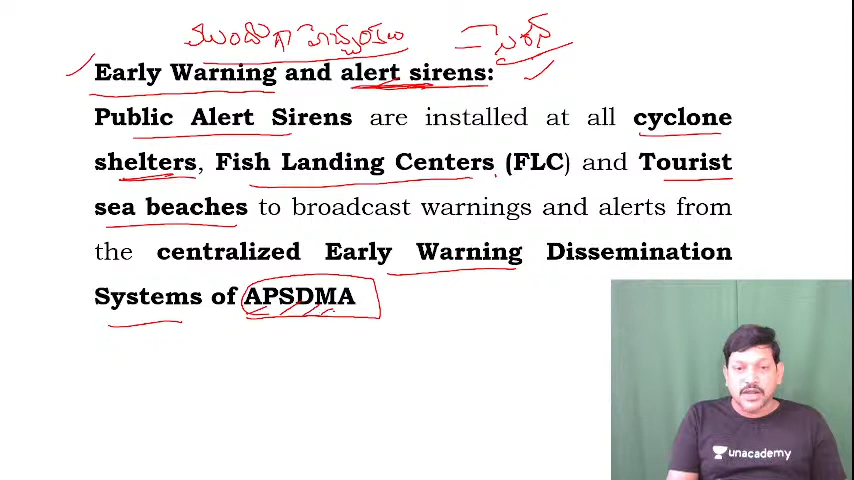 ముందుగా హెచ్చరికలు సైరన్
Early Warning and alert sirens:
Public Alert Sirens are installed at all cyclone
shelters, Fish Landing Centers (FLC) and Tourist
sea beaches to broadcast warnings and alerts from
the centralized Early Warning Dissemination
Systems of APSDMA
unacademy